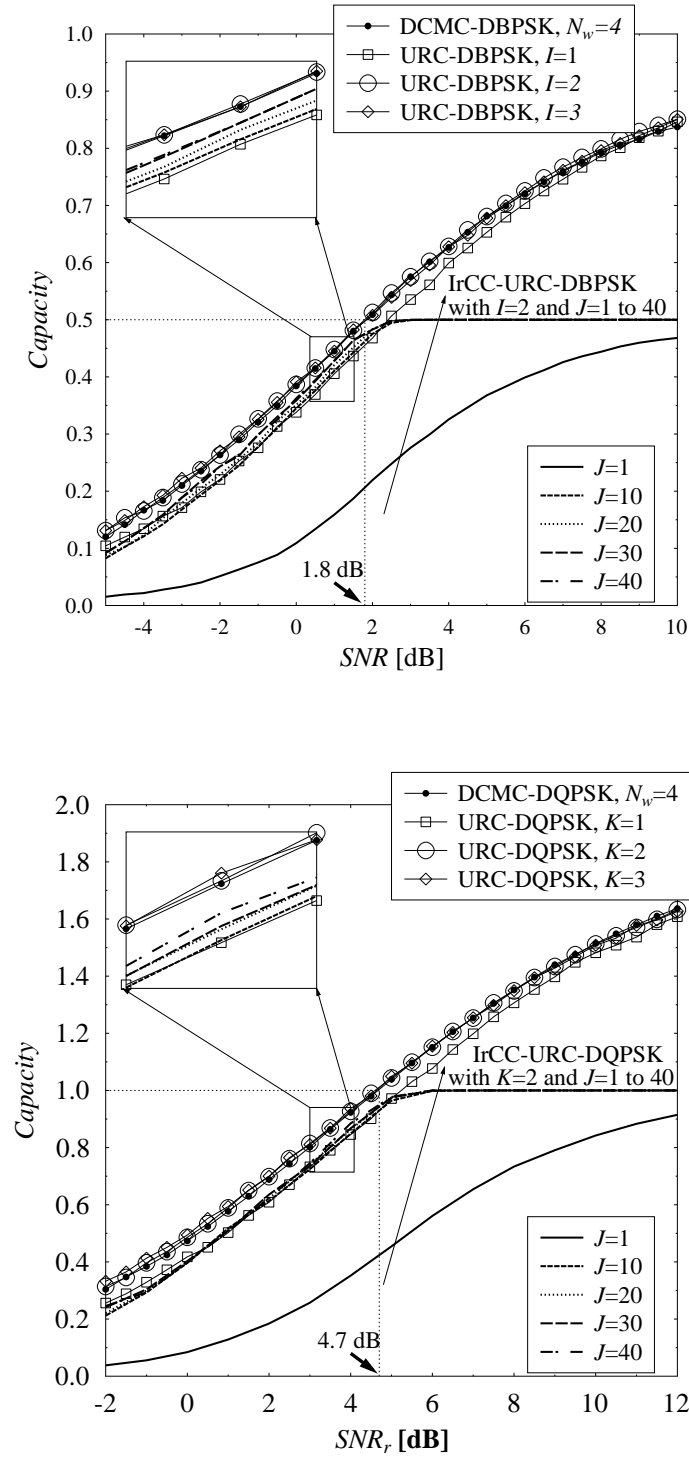 DCMC-DBPSK, N_w=4
URC-DBPSK, I=1
URC-DBPSK, I=2
URC-DBPSK, I=3
1.0
0.9
0.8
0.7
0.6
0.5
0.4
0.3
0.2
0.1
0.0
Capacity
IrCC-URC-DBPSK
with I=2 and J=1 to 40
J=1
J=10
J=20
J=30
J=40
1.8 dB
-4 -2 0 2 4 6 8 10
SNR [dB]
DCMC-DQPSK, N_w=4
URC-DQPSK, K=1
URC-DQPSK, K=2
URC-DQPSK, K=3
2.0
1.8
1.6
1.4
1.2
1.0
0.8
0.6
0.4
0.2
0.0
Capacity
IrCC-URC-DQPSK
with K=2 and J=1 to 40
J=1
J=10
J=20
J=30
J=40
4.7 dB
-2 0 2 4 6 8 10 12
SNR_r [dB]